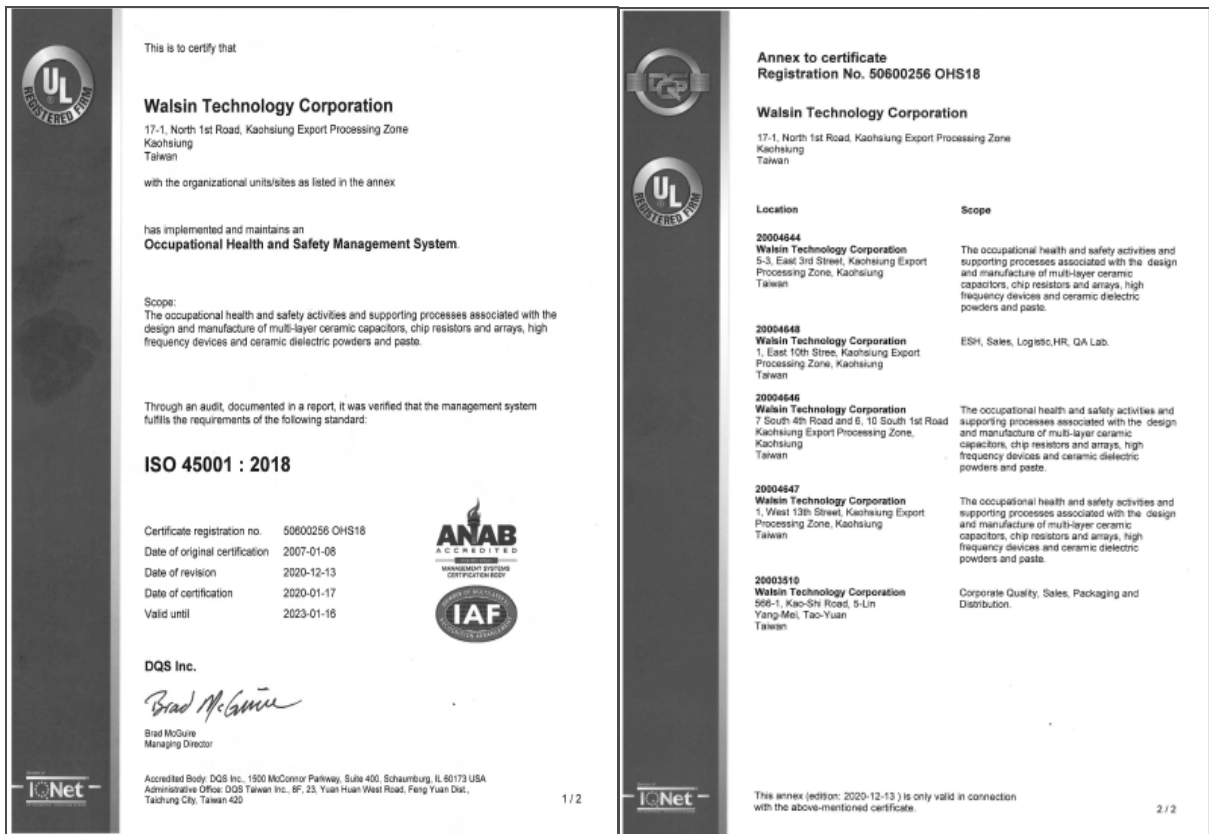 UL
®
REGISTERED FIRM
This is to certify that
Walsin Technology Corporation
17-1, North 1st Road, Kaohsiung Export Processing Zone
Kaohsiung
Taiwan
with the organizational units/sites as listed in the annex
has implemented and maintains an
Occupational Health and Safety Management System.
Scope:
The occupational health and safety activities and supporting processes associated with the
design and manufacture of multi-layer ceramic capacitors, chip resistors and arrays, high
frequency devices and ceramic dielectric powders and paste.
Through an audit, documented in a report, it was verified that the management system
fulfills the requirements of the following standard:
ISO 45001 : 2018
Certificate registration no. 50600256 OHS18
Date of original certification 2007-01-08
Date of revision 2020-12-13
Date of certification 2020-01-17
Valid until 2023-01-16
ANAB
ACCREDITED
MANAGEMENT SYSTEMS
CERTIFICATION BODY
MEMBER OF MULTILATERAL
IAF
RECOGNITION ARRANGEMENT
DQS Inc.
Brad McGuire
Brad McGuire
Managing Director
IQNet
Accredited Body: DQS Inc., 1500 McConnor Parkway, Suite 400, Schaumburg, IL 60173 USA
Administrative Office: DQS Taiwan Inc., 8F, 23, Yuan Huan West Road, Feng Yuan Dist.,
Taichung City, Taiwan 420
1 / 2
DQS
UL
REGISTERED FIRM
Annex to certificate
Registration No. 50600256 OHS18
Walsin Technology Corporation
17-1, North 1st Road, Kaohsiung Export Processing Zone
Kaohsiung
Taiwan
Location Scope
20004644
Walsin Technology Corporation
5-3, East 3rd Street, Kaohsiung Export
Processing Zone, Kaohsiung
Taiwan
The occupational health and safety activities and
supporting processes associated with the design
and manufacture of multi-layer ceramic
capacitors, chip resistors and arrays, high
frequency devices and ceramic dielectric
powders and paste.
20004648
Walsin Technology Corporation
1, East 10th Stree, Kaohsiung Export
Processing Zone, Kaohsiung
Taiwan
ESH, Sales, Logistic,HR, QA Lab.
20004646
Walsin Technology Corporation
7 South 4th Road and 6, 10 South 1st Road
Kaohsiung Export Processing Zone,
Kaohsiung
Taiwan
The occupational health and safety activities and
supporting processes associated with the design
and manufacture of multi-layer ceramic
capacitors, chip resistors and arrays, high
frequency devices and ceramic dielectric
powders and paste.
20004647
Walsin Technology Corporation
1, West 13th Street, Kaohsiung Export
Processing Zone, Kaohsiung
Taiwan
The occupational health and safety activities and
supporting processes associated with the design
and manufacture of multi-layer ceramic
capacitors, chip resistors and arrays, high
frequency devices and ceramic dielectric
powders and paste.
20003510
Walsin Technology Corporation
566-1, Kao-Shi Road, 5-Lin
Yang-Mei, Tao-Yuan
Taiwan
Corporate Quality, Sales, Packaging and
Distribution.
IQNet
This annex (edition: 2020-12-13 ) is only valid in connection
with the above-mentioned certificate.
2 / 2